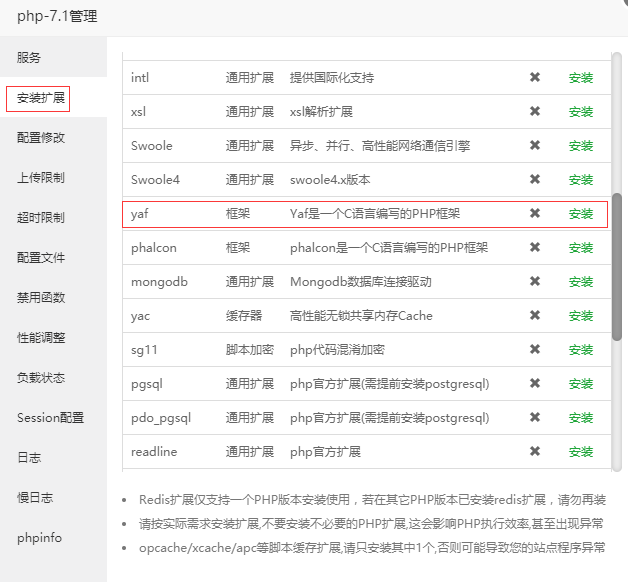 php-7.1管理
服务
安装扩展
配置修改
上传限制
超时限制
配置文件
禁用函数
性能调整
负载状态
Session配置
日志
慢日志
phpinfo
intl 通用扩展 提供国际化支持 ✖ 安装
xsl 通用扩展 xsl解析扩展 ✖ 安装
Swoole 通用扩展 异步、并行、高性能网络通信引擎 ✖ 安装
Swoole4 通用扩展 swoole4.x版本 ✖ 安装
yaf 框架 Yaf是一个C语言编写的PHP框架 ✖ 安装
phalcon 框架 phalcon是一个C语言编写的PHP框架 ✖ 安装
mongodb 通用扩展 Mongodb数据库连接驱动 ✖ 安装
yac 缓存器 高性能无锁共享内存Cache ✖ 安装
sg11 脚本加密 php代码混淆加密 ✖ 安装
pgsql 通用扩展 php官方扩展(需提前安装postgresql) ✖ 安装
pdo_pgsql 通用扩展 php官方扩展(需提前安装postgresql) ✖ 安装
readline 通用扩展 php官方扩展 ✖ 安装
• Redis扩展仅支持一个PHP版本安装使用，若在其它PHP版本已安装redis扩展，请勿再装
• 请按实际需求安装扩展,不要安装不必要的PHP扩展,这会影响PHP执行效率,甚至出现异常
• opcache/xcache/apc等脚本缓存扩展,请只安装其中1个,否则可能导致您的站点程序异常